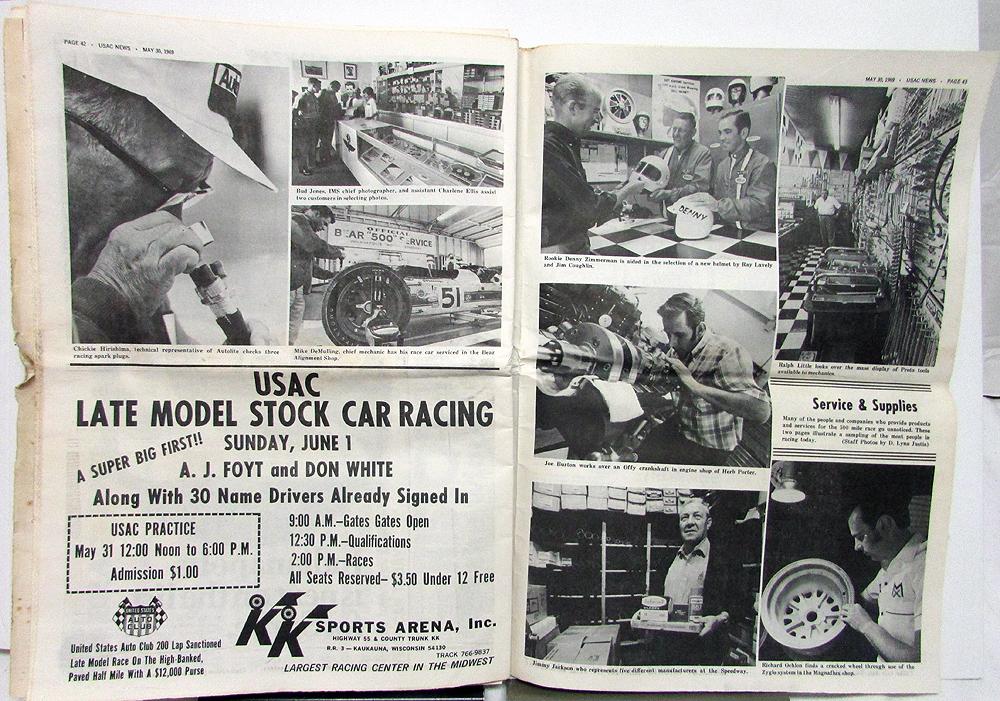 PAGE 42 • USAC NEWS • MAY 30, 1969
Bud Jones, IMS chief photographer, and assistant Charlene Ellis assist
two customers in selecting photos.
OFFICIAL
BEAR "500" SERVICE
51
Chickie Hirishima, technical representative of Autolite checks three
racing spark plugs.
Mike DeMulling, chief mechanic has his race car serviced in the Bear
Alignment Shop.
USAC
LATE MODEL STOCK CAR RACING
A SUPER BIG FIRST!!
SUNDAY, JUNE 1
A. J. FOYT and DON WHITE
Along With 30 Name Drivers Already Signed In
USAC PRACTICE
May 31 12:00 Noon to 6:00 P.M.
Admission $1.00
9:00 A.M.–Gates Gates Open
12:30 P.M.–Qualifications
2:00 P.M.–Races
All Seats Reserved– $3.50 Under 12 Free
UNITED STATES
AUTO
CLUB
United States Auto Club 200 Lap Sanctioned
Late Model Race On The High-Banked,
Paved Half Mile With A $12,000 Purse
KK SPORTS ARENA, Inc.
HIGHWAY 55 & COUNTY TRUNK KK
R.R. 3 — KAUKAUNA, WISCONSIN 54130
TRACK 766-9837
LARGEST RACING CENTER IN THE MIDWEST
MAY 30, 1969 • USAC NEWS • PAGE 43
DENNY
Rookie Denny Zimmerman is aided in the selection of a new helmet by Ray Lavely
and Jim Coughlin.
Ralph Little looks over the mass display of Proto tools
available to mechanics.
Joe Buxton works over an Offy crankshaft in engine shop of Herb Porter.
Service & Supplies
Many of the people and companies who provide products
and services for the 500 mile race go unnoticed. These
two pages illustrate a sampling of the most people in
racing today.
(Staff Photos by D. Lynn Justis)
Jimmy Jackson who represents five different manufacturers at the Speedway.
Richard Oehlon finds a cracked wheel through use of the
Zyglo system in the Magnaflux shop.